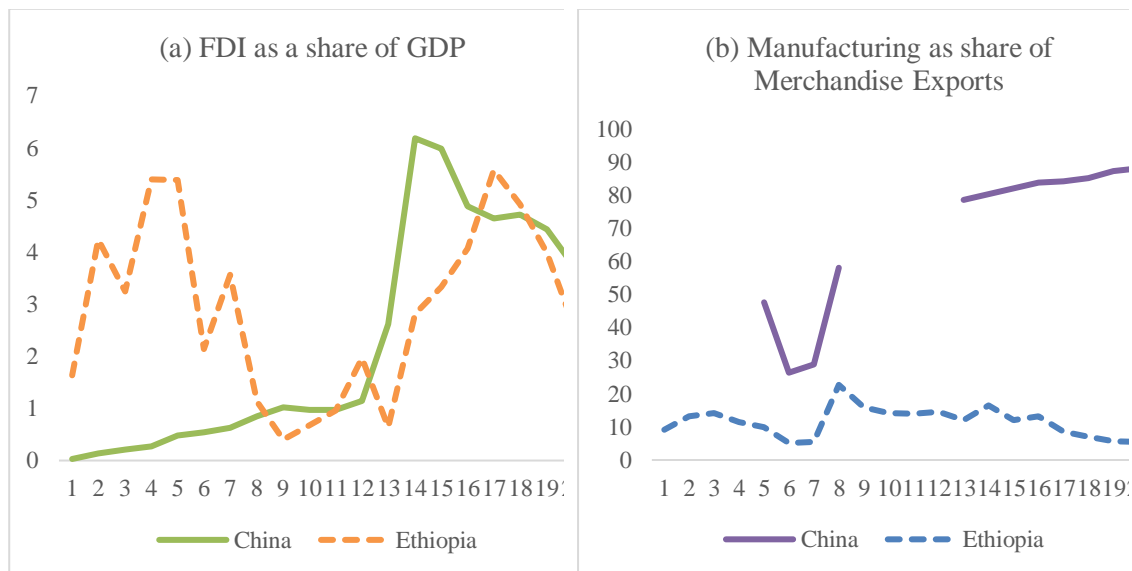 (a) FDI as a share of GDP
7
6
5
4
3
2
1
0
1 2 3 4 5 6 7 8 9 10 11 12 13 14 15 16 17 18 19
China Ethiopia
(b) Manufacturing as share of
Merchandise Exports
100
90
80
70
60
50
40
30
20
10
0
1 2 3 4 5 6 7 8 9 10 11 12 13 14 15 16 17 18 19
China Ethiopia